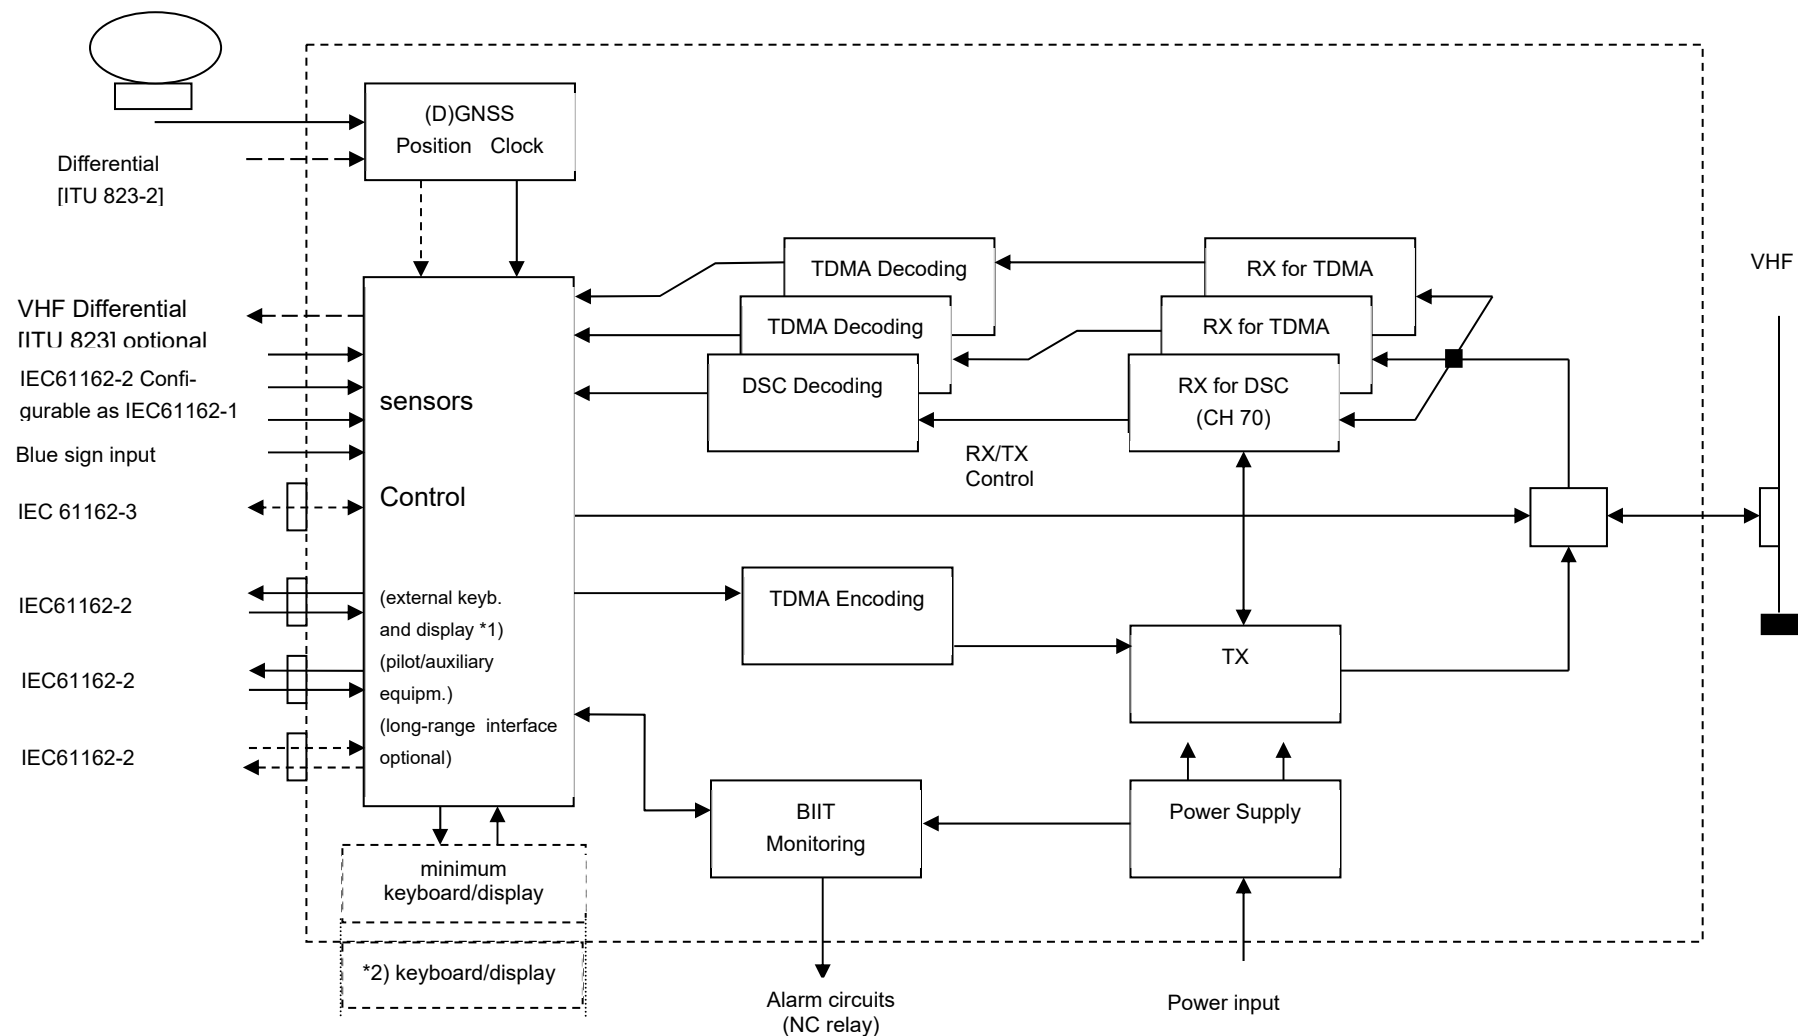 (D)GNSS
Position Clock
Differential
[ITU 823-2]
TDMA Decoding
RX for TDMA
VHF
VHF Differential
[ITU 823] optional
TDMA Decoding
RX for TDMA
IEC61162-2 Confi-
gurable as IEC61162-1
sensors
DSC Decoding
RX for DSC
(CH 70)
Blue sign input
RX/TX
Control
IEC 61162-3
Control
IEC61162-2
(external keyb.
and display *1)
TDMA Encoding
IEC61162-2
(pilot/auxiliary
equipm.)
TX
IEC61162-2
(long-range interface
optional)
BIIT
Monitoring
Power Supply
minimum
keyboard/display
*2) keyboard/display
Alarm circuits
(NC relay)
Power input